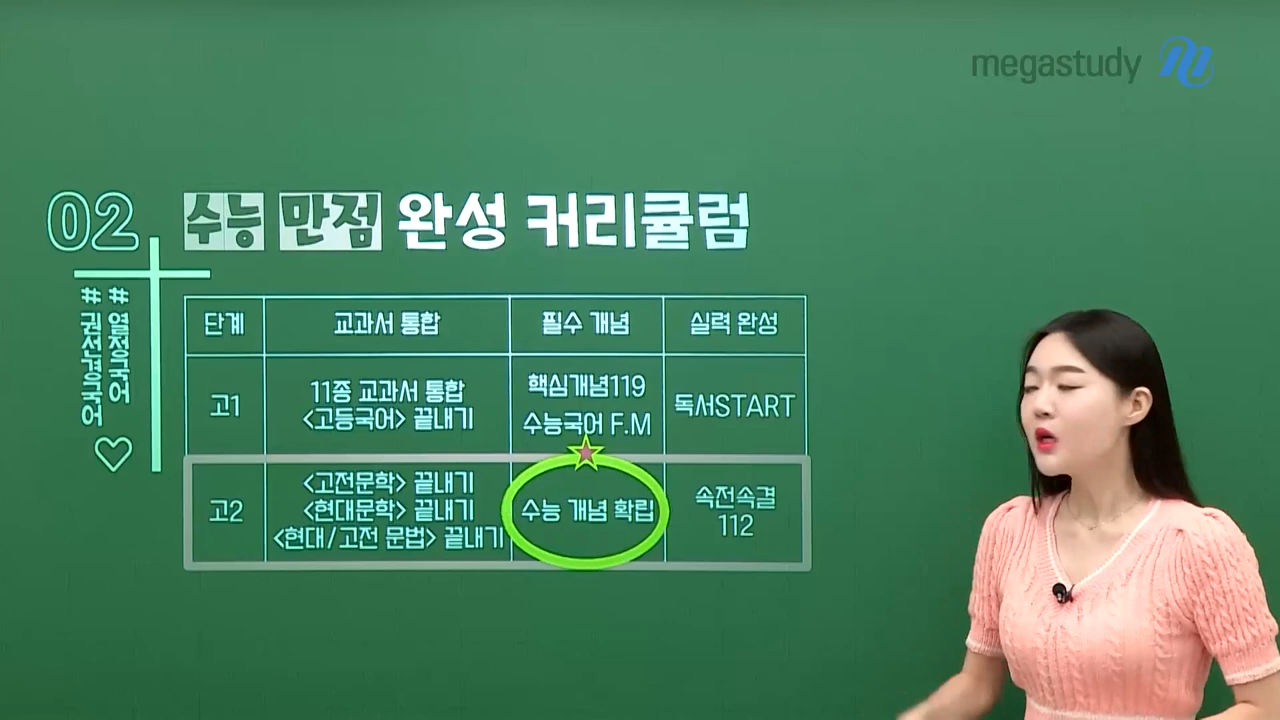 megastudy
02
수능 만점 완성 커리큘럼
#열정국어
#권선경국어
단계 교과서 통합 필수 개념 실력 완성
고1
11종 교과서 통합
<고등국어> 끝내기
핵심개념119
수능국어 F.M
독서START
고2
<고전문학> 끝내기
<현대문학> 끝내기
<현대/고전 문법> 끝내기
수능 개념 확립
속전속결
112